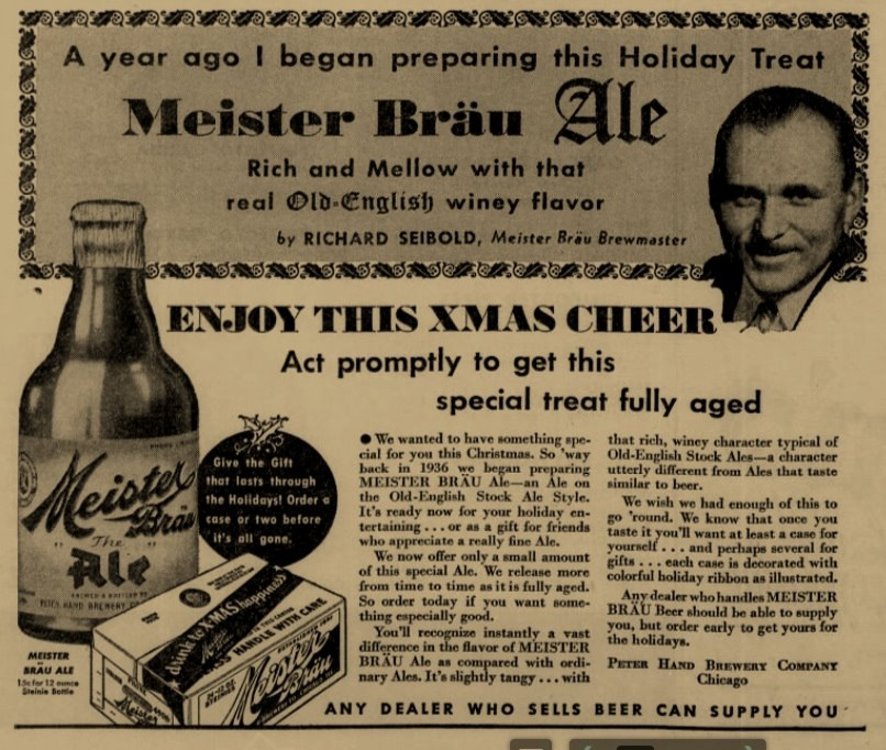 A year ago I began preparing this Holiday Treat
Meister Bräu Ale
Rich and Mellow with that
real Old-English winey flavor
by RICHARD SEIBOLD, Meister Bräu Brewmaster
ENJOY THIS XMAS CHEER
Act promptly to get this
special treat fully aged
Meister
Bräu
"The"
Ale
PETER HAND BREWERY CO
Give the Gift
that lasts through
the Holidays! Order a
case or two before
it's all gone.
drink to XMAS happiness
HANDLE WITH CARE
Meister
Bräu
MEISTER
BRÄU ALE
15c for 12 ounce
Steinie Bottle
● We wanted to have something spe-
cial for you this Christmas. So 'way
back in 1936 we began preparing
MEISTER BRÄU Ale—an Ale on
the Old-English Stock Ale Style.
It's ready now for your holiday en-
tertaining . . . or as a gift for friends
who appreciate a really fine Ale.
We now offer only a small amount
of this special Ale. We release more
from time to time as it is fully aged.
So order today if you want some-
thing especially good.
You'll recognize instantly a vast
difference in the flavor of MEISTER
BRÄU Ale as compared with ordi-
nary Ales. It's slightly tangy . . . with
that rich, winey character typical of
Old-English Stock Ales—a character
utterly different from Ales that taste
similar to beer.
We wish we had enough of this to
go 'round. We know that once you
taste it you'll want at least a case for
yourself . . . and perhaps several for
gifts . . . each case is decorated with
colorful holiday ribbon as illustrated.
Any dealer who handles MEISTER
BRÄU Beer should be able to supply
you, but order early to get yours for
the holidays.
PETER HAND BREWERY COMPANY
Chicago
ANY DEALER WHO SELLS BEER CAN SUPPLY YOU